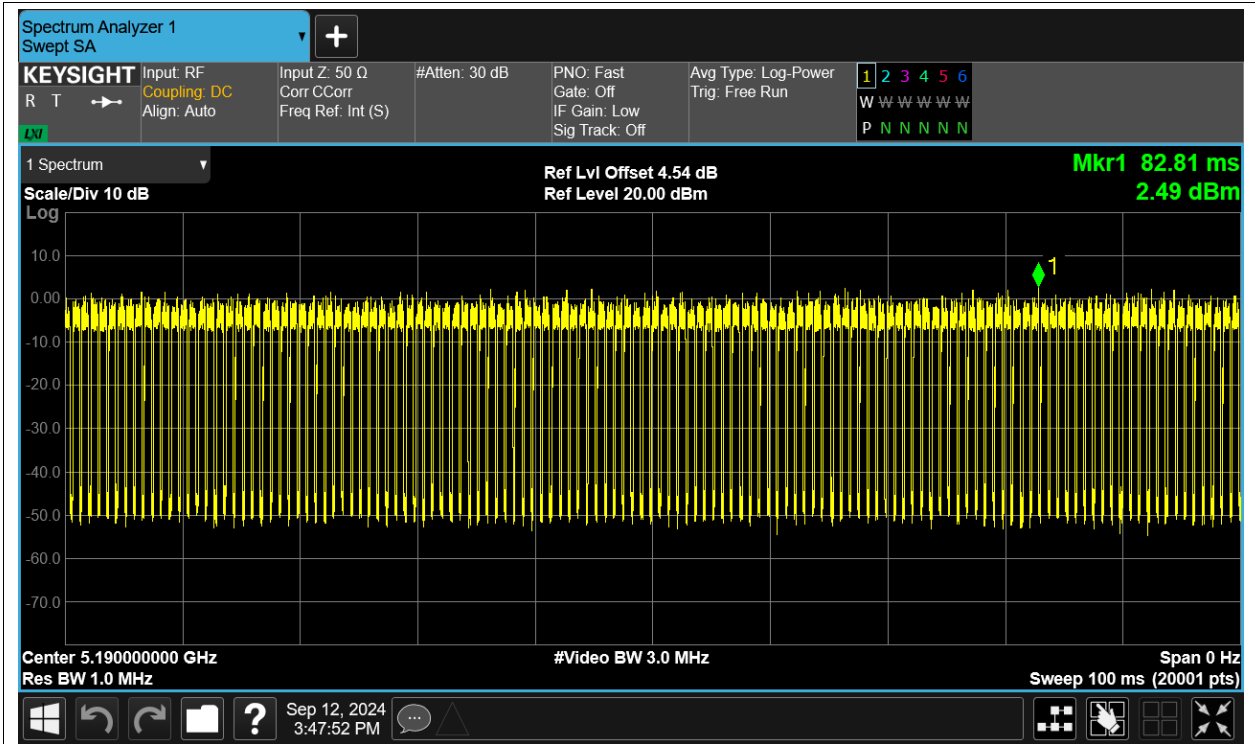 Spectrum Analyzer 1
Swept SA
KEYSIGHT
R T
LXI
Input: RF
Coupling: DC
Align: Auto
Input Z: 50 Ω
Corr CCorr
Freq Ref: Int (S)
#Atten: 30 dB
PNO: Fast
Gate: Off
IF Gain: Low
Sig Track: Off
Avg Type: Log-Power
Trig: Free Run
1 2 3 4 5 6
W W W W W W
P N N N N N
1 Spectrum
Scale/Div 10 dB
Log
Ref Lvl Offset 4.54 dB
Ref Level 20.00 dBm
Mkr1 82.81 ms
2.49 dBm
1
10.0
0.00
-10.0
-20.0
-30.0
-40.0
-50.0
-60.0
-70.0
Center 5.190000000 GHz
Res BW 1.0 MHz
#Video BW 3.0 MHz
Span 0 Hz
Sweep 100 ms (20001 pts)
?
Sep 12, 2024
3:47:52 PM